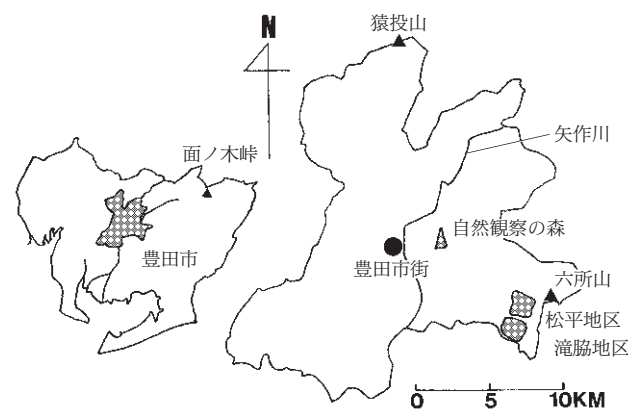 猿投山
N
矢作川
面ノ木峠
自然観察の森
豊田市
豊田市街
六所山
松平地区
滝脇地区
0 5 10KM